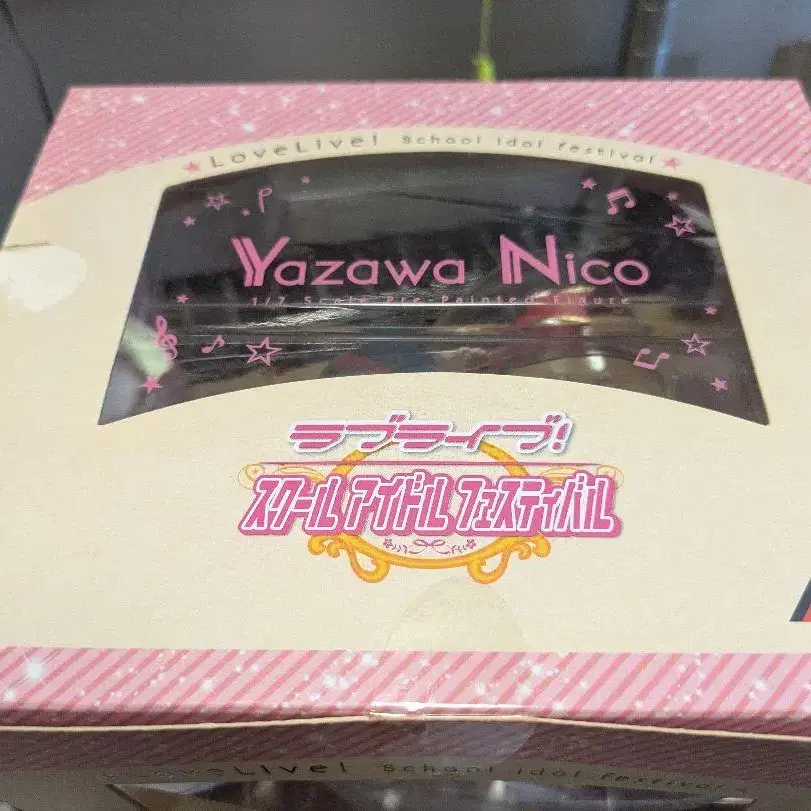 LoveLive! School idol festival
Yazawa Nico
1/7 Scale Pre-Painted Figure
ラブライブ!
スクールアイドルフェスティバル
LoveLive! School idol festival